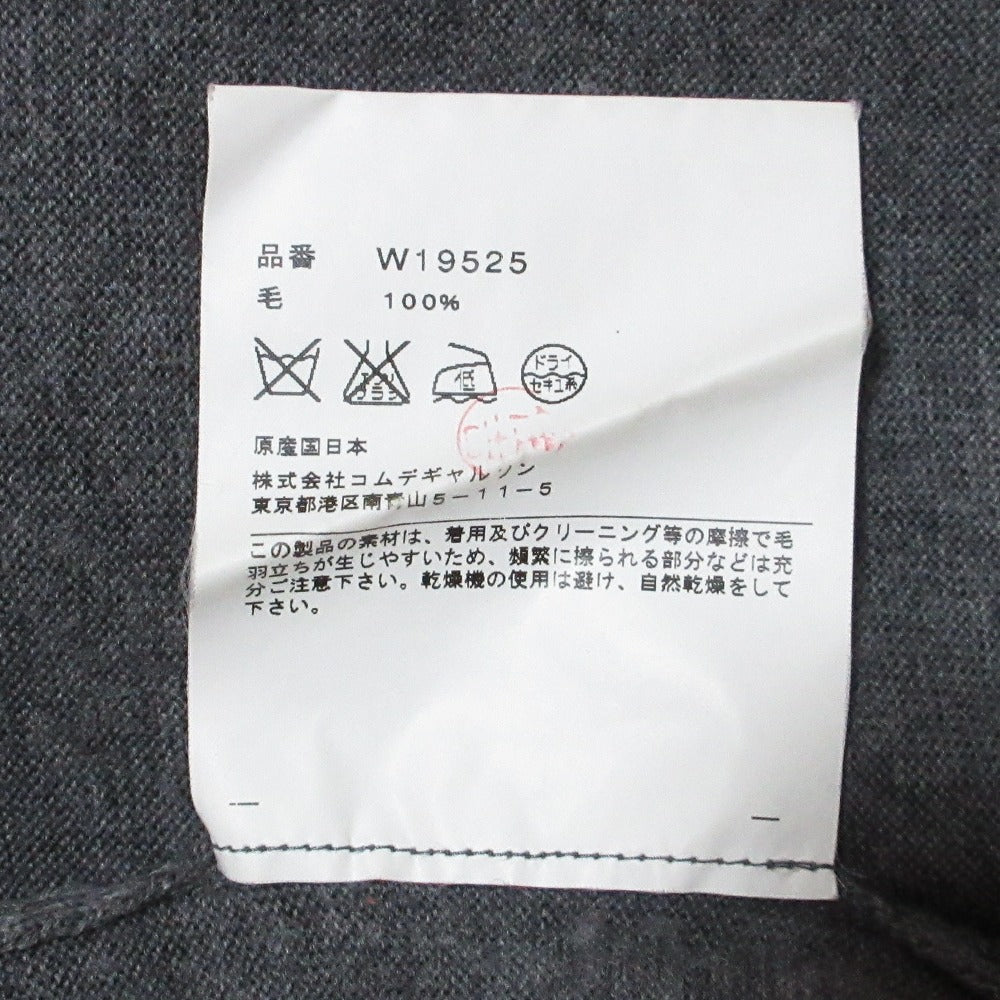 品番 W19525
毛 100%
エンソ サラシ 低 ドライ セキユ系
原産国日本
株式会社コムデギャルソン
東京都港区南青山5-11-5
この製品の素材は、着用及びクリーニング等の摩擦で毛
羽立ちが生じやすいため、頻繁に擦られる部分などは充
分ご注意下さい。乾燥機の使用は避け、自然乾燥をして
下さい。